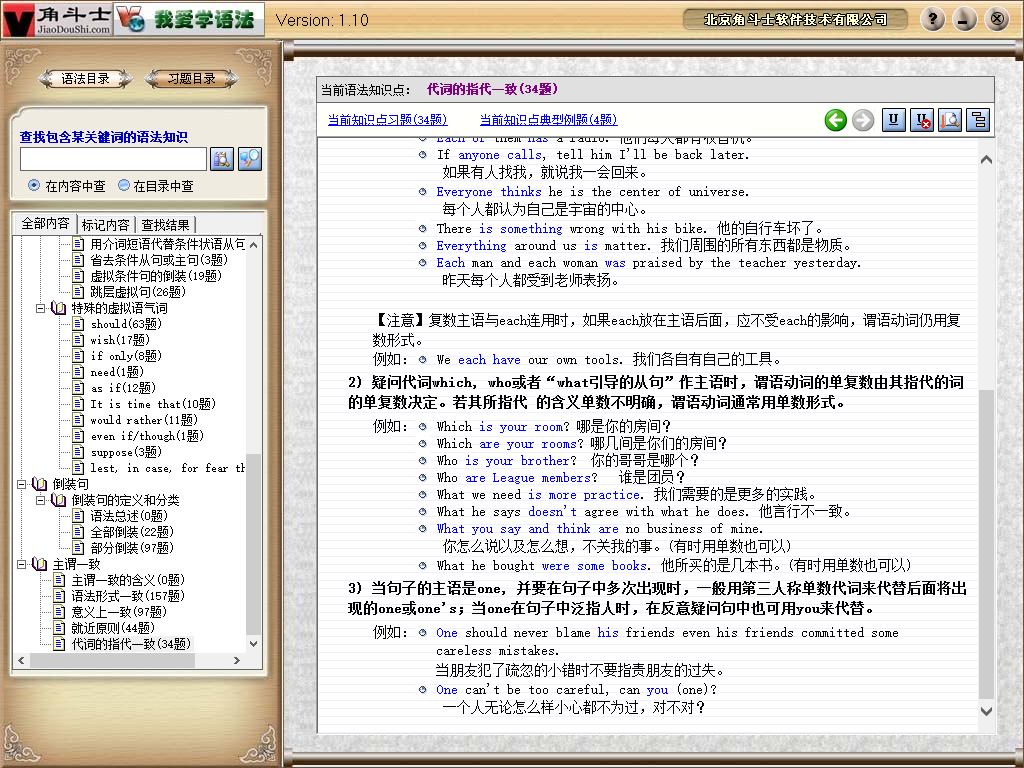 角斗士
JiaoDouShi.com
我爱学语法
Version: 1.10
北京角斗士软件技术有限公司
语法目录
习题目录
查找包含某关键词的语法知识
在内容中查
在目录中查
全部内容
标记内容
查找结果
用介词短语代替条件状语从句
省去条件从句或主句(3题)
虚拟条件句的倒装(19题)
跳层虚拟句(26题)
特殊的虚拟语气词
should(63题)
wish(17题)
if only(8题)
need(1题)
as if(12题)
It is time that(10题)
would rather(11题)
even if/though(1题)
suppose(3题)
lest, in case, for fear th
倒装句
倒装句的定义和分类
语法总述(0题)
全部倒装(22题)
部分倒装(97题)
主谓一致
主谓一致的含义(0题)
语法形式一致(157题)
意义上一致(97题)
就近原则(44题)
代词的指代一致(34题)
当前语法知识点: 代词的指代一致(34题)
当前知识点习题(34题)
当前知识点典型例题(4题)
Each of them has a radio. 他们每人都有收音机。
If anyone calls, tell him I'll be back later.
如果有人找我，就说我一会回来。
Everyone thinks he is the center of universe.
每个人都认为自己是宇宙的中心。
There is something wrong with his bike. 他的自行车坏了。
Everything around us is matter. 我们周围的所有东西都是物质。
Each man and each woman was praised by the teacher yesterday.
昨天每个人都受到老师表扬。
【注意】复数主语与each连用时，如果each放在主语后面，应不受each的影响，谓语动词仍用复
数形式。
例如: We each have our own tools. 我们各自有自己的工具。
2) 疑问代词which, who或者“what引导的从句”作主语时，谓语动词的单复数由其指代的词
的单复数决定。若其所指代 的含义单数不明确，谓语动词通常用单数形式。
例如: Which is your room? 哪是你的房间?
Which are your rooms? 哪几间是你们的房间?
Who is your brother? 你的哥哥是哪个?
Who are League members? 谁是团员?
What we need is more practice. 我们需要的是更多的实践。
What he says doesn't agree with what he does. 他言行不一致。
What you say and think are no business of mine.
你怎么说以及怎么想，不关我的事。(有时用单数也可以)
What he bought were some books. 他所买的是几本书。(有时用单数也可以)
3) 当句子的主语是one, 并要在句子中多次出现时，一般用第三人称单数代词来代替后面将出
现的one或one's; 当one在句子中泛指人时，在反意疑问句中也可用you来代替。
例如: One should never blame his friends even his friends committed some
careless mistakes.
当朋友犯了疏忽的小错时不要指责朋友的过失。
One can't be too careful, can you (one)?
一个人无论怎么样小心都不为过，对不对?